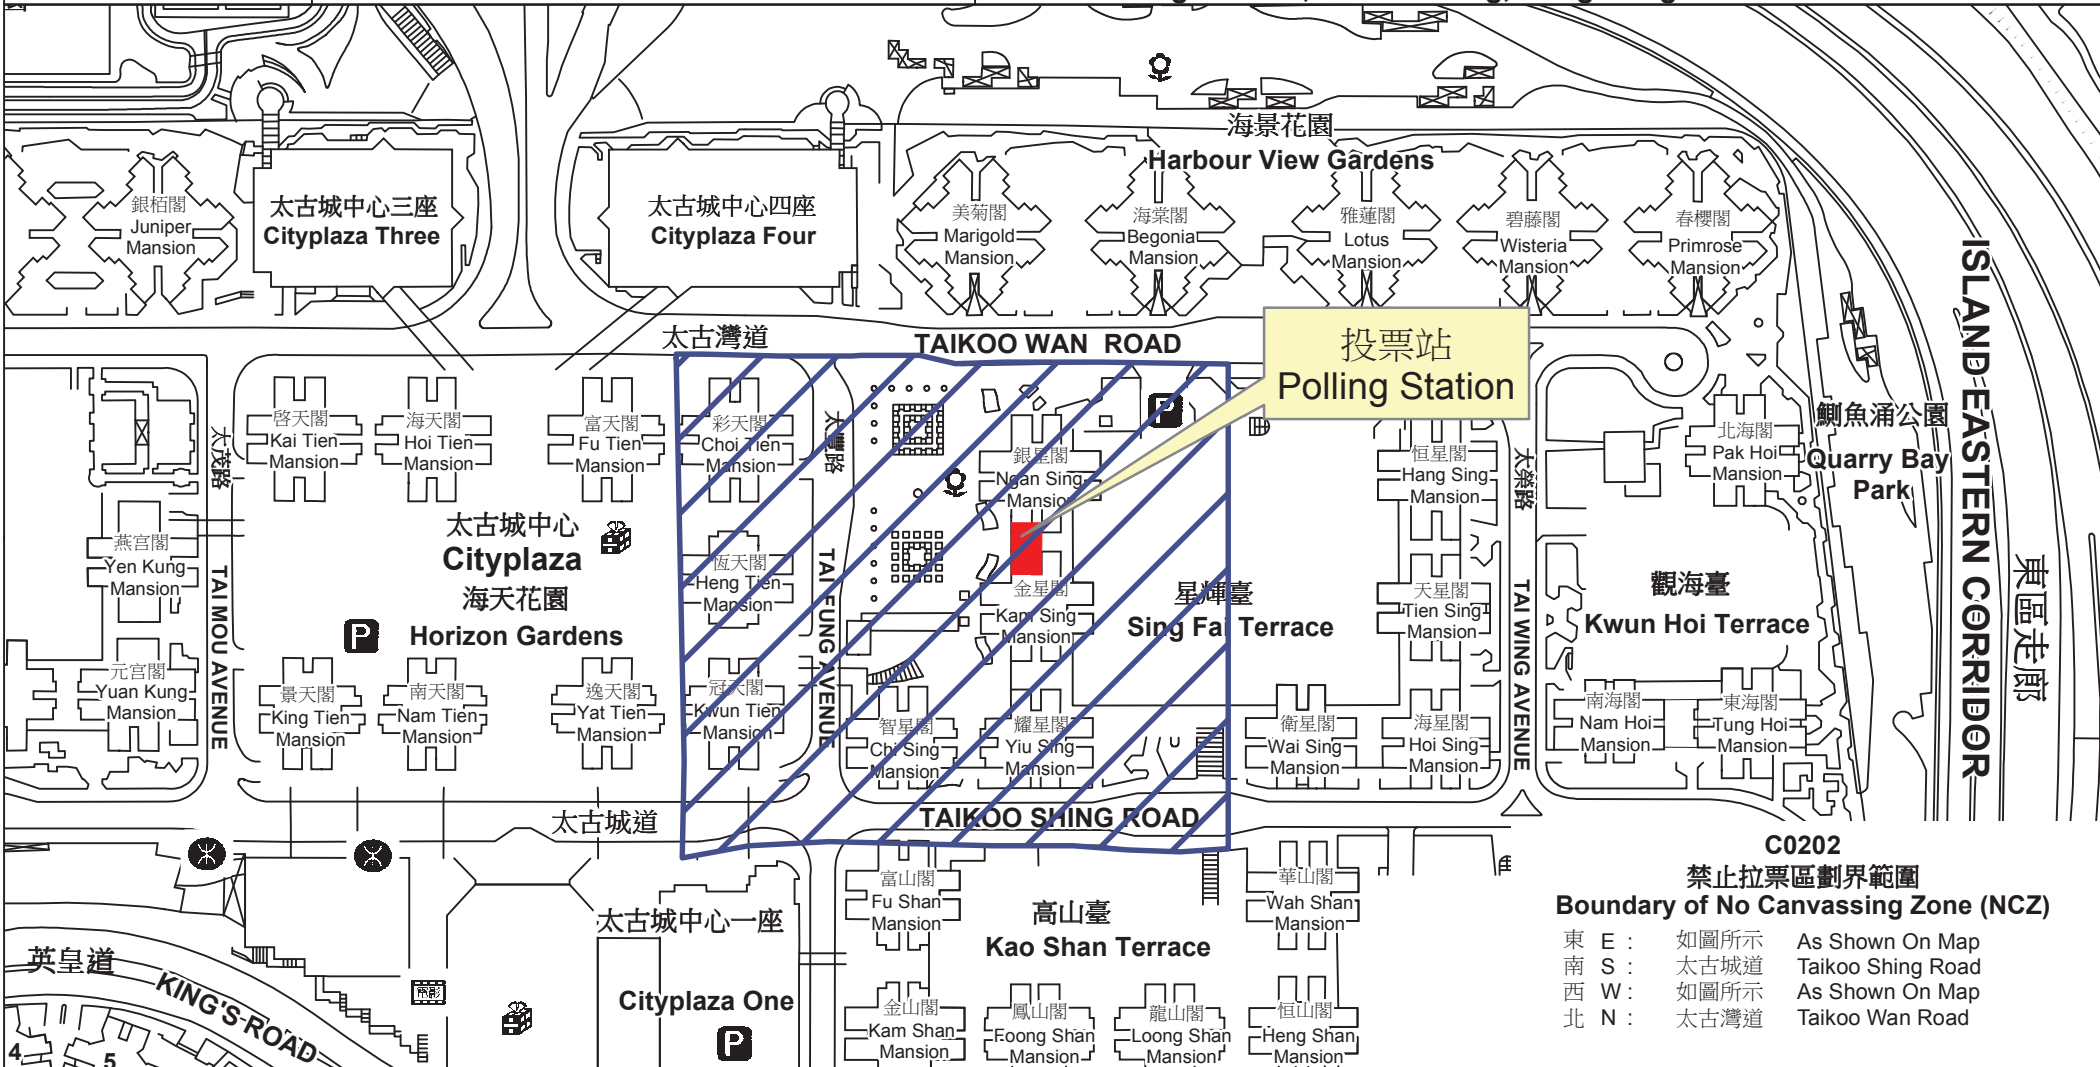 海景花園
Harbour View Gardens
銀栢閣
Juniper
Mansion
太古城中心三座
Cityplaza Three
太古城中心四座
Cityplaza Four
美菊閣
Marigold
Mansion
海棠閣
Begonia
Mansion
雅蓮閣
Lotus
Mansion
碧藤閣
Wisteria
Mansion
春櫻閣
Primrose
Mansion
太古灣道
TAIKOO WAN ROAD
投票站
Polling Station
ISLAND EASTERN CORRIDOR
東區走廊
啓天閣
Kai Tien
Mansion
海天閣
Hoi Tien
Mansion
富天閣
Fu Tien
Mansion
彩天閣
Choi Tien
Mansion
太茂路
TAI MOU AVENUE
太豐路
TAI FUNG AVENUE
銀星閣
Ngan Sing
Mansion
恒星閣
Hang Sing
Mansion
太榮路
TAI WING AVENUE
北海閣
Pak Hoi
Mansion
鰂魚涌公園
Quarry Bay
Park
燕宮閣
Yen Kung
Mansion
太古城中心
Cityplaza
海天花園
Horizon Gardens
恆天閣
Heng Tien
Mansion
金星閣
Kam Sing
Mansion
星輝臺
Sing Fai Terrace
天星閣
Tien Sing
Mansion
觀海臺
Kwun Hoi Terrace
元宮閣
Yuan Kung
Mansion
景天閣
King Tien
Mansion
南天閣
Nam Tien
Mansion
逸天閣
Yat Tien
Mansion
冠天閣
Kwun Tien
Mansion
智星閣
Chi Sing
Mansion
耀星閣
Yiu Sing
Mansion
衛星閣
Wai Sing
Mansion
海星閣
Hoi Sing
Mansion
南海閣
Nam Hoi
Mansion
東海閣
Tung Hoi
Mansion
太古城道
TAIKOO SHING ROAD
富山閣
Fu Shan
Mansion
華山閣
Wah Shan
Mansion
太古城中心一座
Cityplaza One
高山臺
Kao Shan Terrace
英皇道
KING'S ROAD
金山閣
Kam Shan
Mansion
鳳山閣
Foong Shan
Mansion
龍山閣
Loong Shan
Mansion
恒山閣
Heng Shan
Mansion
4
5
P
P
P
C0202
禁止拉票區劃界範圍
Boundary of No Canvassing Zone (NCZ)
東 E : 如圖所示 As Shown On Map
南 S : 太古城道 Taikoo Shing Road
西 W : 如圖所示 As Shown On Map
北 N : 太古灣道 Taikoo Wan Road